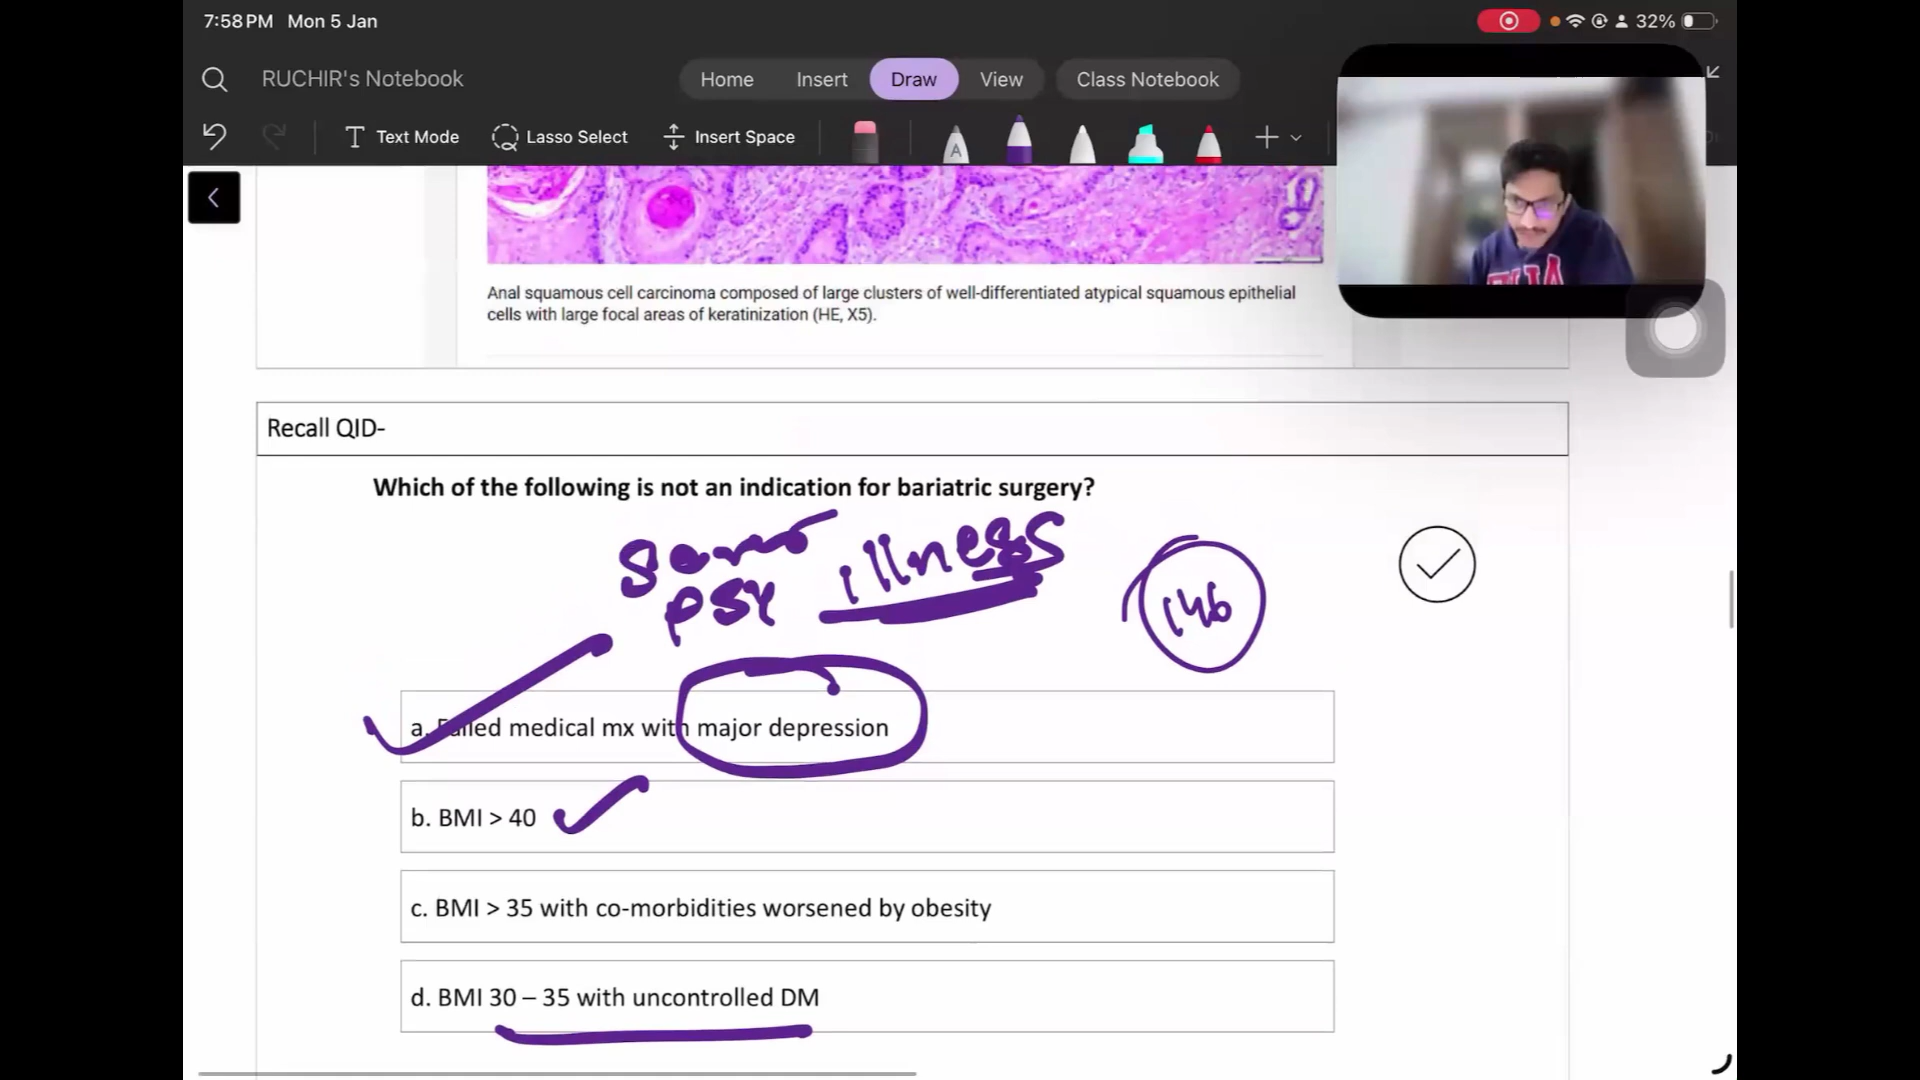 7:58 PM Mon 5 Jan
32%
RUCHIR's Notebook
Home Insert Draw View Class Notebook
Text Mode Lasso Select Insert Space
A
Anal squamous cell carcinoma composed of large clusters of well-differentiated atypical squamous epithelial
cells with large focal areas of keratinization (HE, X5).
Recall QID-
Which of the following is not an indication for bariatric surgery?
illness
psy
146
a. Failed medical mx with major depression
b. BMI > 40
c. BMI > 35 with co-morbidities worsened by obesity
d. BMI 30 – 35 with uncontrolled DM